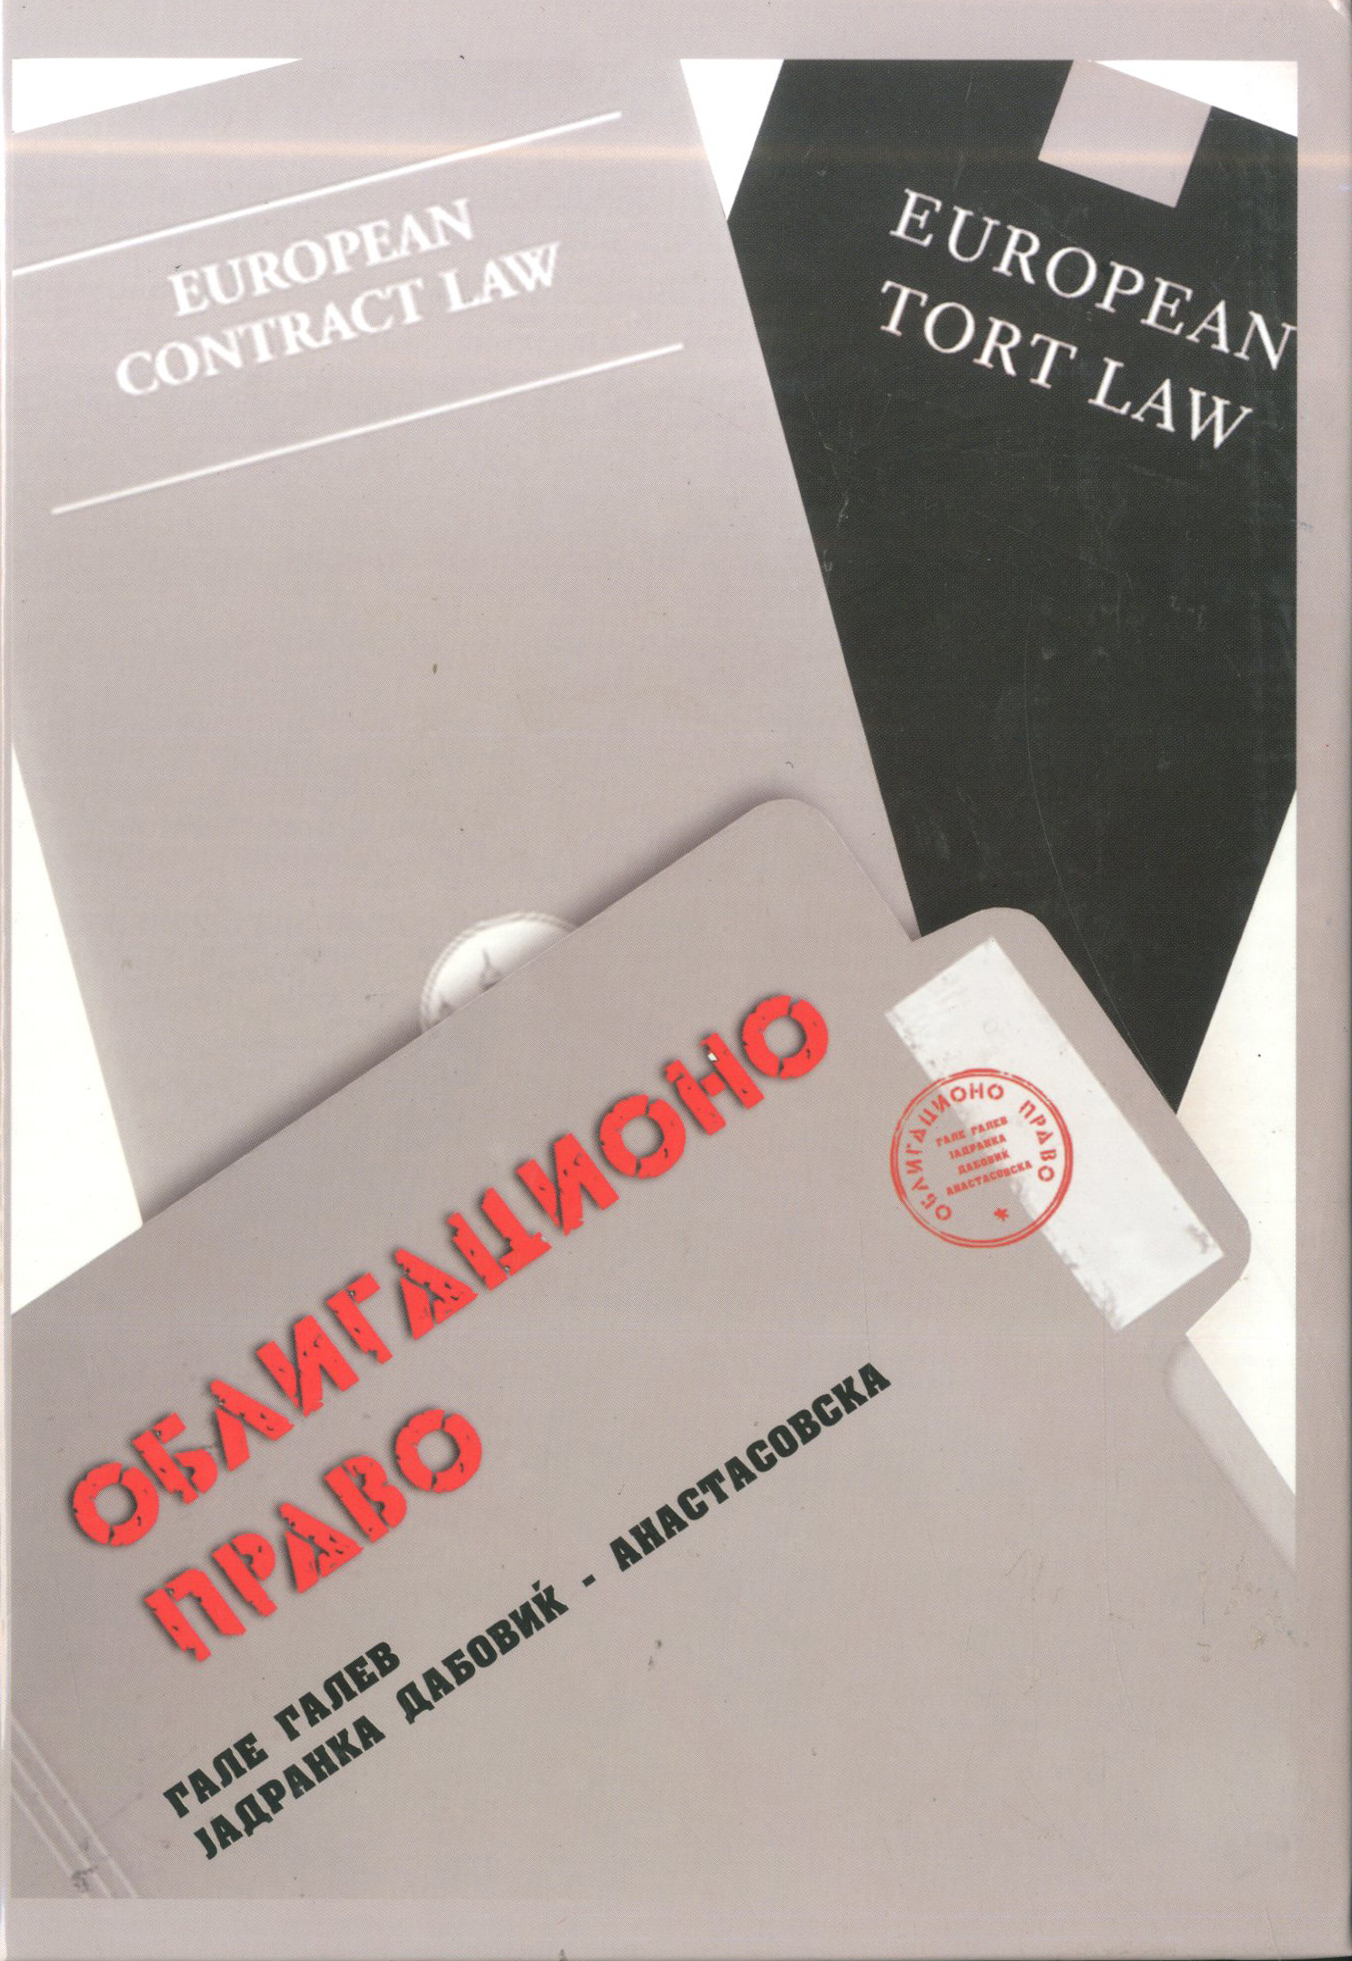 EUROPEAN
CONTRACT LAW
EUROPEAN
TORT LAW
ОБЛИГАЦИОНО
ПРАВО
ГАЛЕ ГАЛЕВ
ЈАДРАНКА ДАБОВИЌ - АНАСТАСОВСКА
ОБЛИГАЦИОНО ПРАВО
ГАЛЕ ГАЛЕВ
ЈАДРАНКА
ДАБОВИЌ
АНАСТАСОВСКА